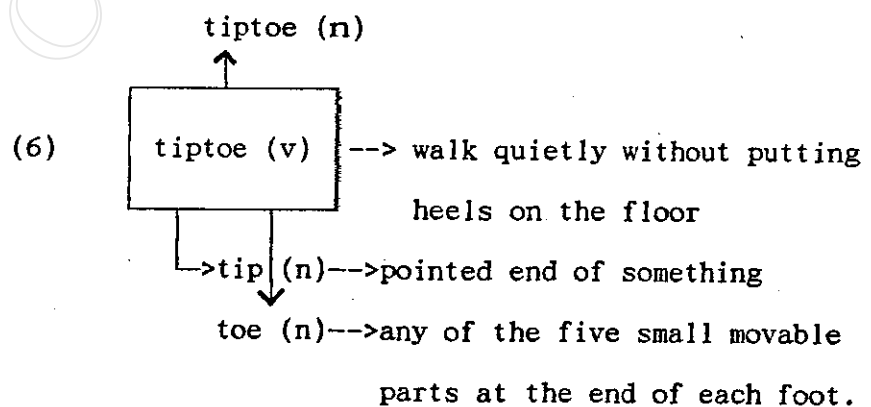 tiptoe (n)
(6) tiptoe (v) --> walk quietly without putting
heels on the floor
->tip (n)-->pointed end of something
toe (n)-->any of the five small movable
parts at the end of each foot.